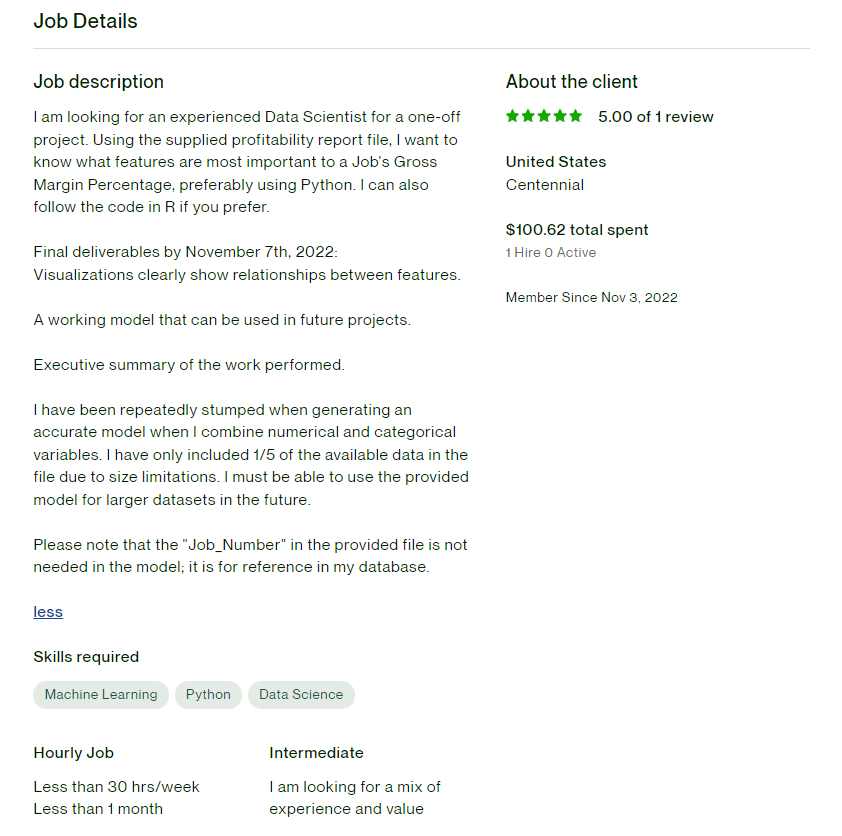 Job Details
Job description
I am looking for an experienced Data Scientist for a one-off
project. Using the supplied profitability report file, I want to
know what features are most important to a Job's Gross
Margin Percentage, preferably using Python. I can also
follow the code in R if you prefer.
Final deliverables by November 7th, 2022:
Visualizations clearly show relationships between features.
A working model that can be used in future projects.
Executive summary of the work performed.
I have been repeatedly stumped when generating an
accurate model when I combine numerical and categorical
variables. I have only included 1/5 of the available data in the
file due to size limitations. I must be able to use the provided
model for larger datasets in the future.
Please note that the "Job_Number" in the provided file is not
needed in the model; it is for reference in my database.
less
Skills required
Machine Learning
Python
Data Science
Hourly Job
Less than 30 hrs/week
Less than 1 month
Intermediate
I am looking for a mix of
experience and value
About the client
5.00 of 1 review
United States
Centennial
$100.62 total spent
1 Hire 0 Active
Member Since Nov 3, 2022